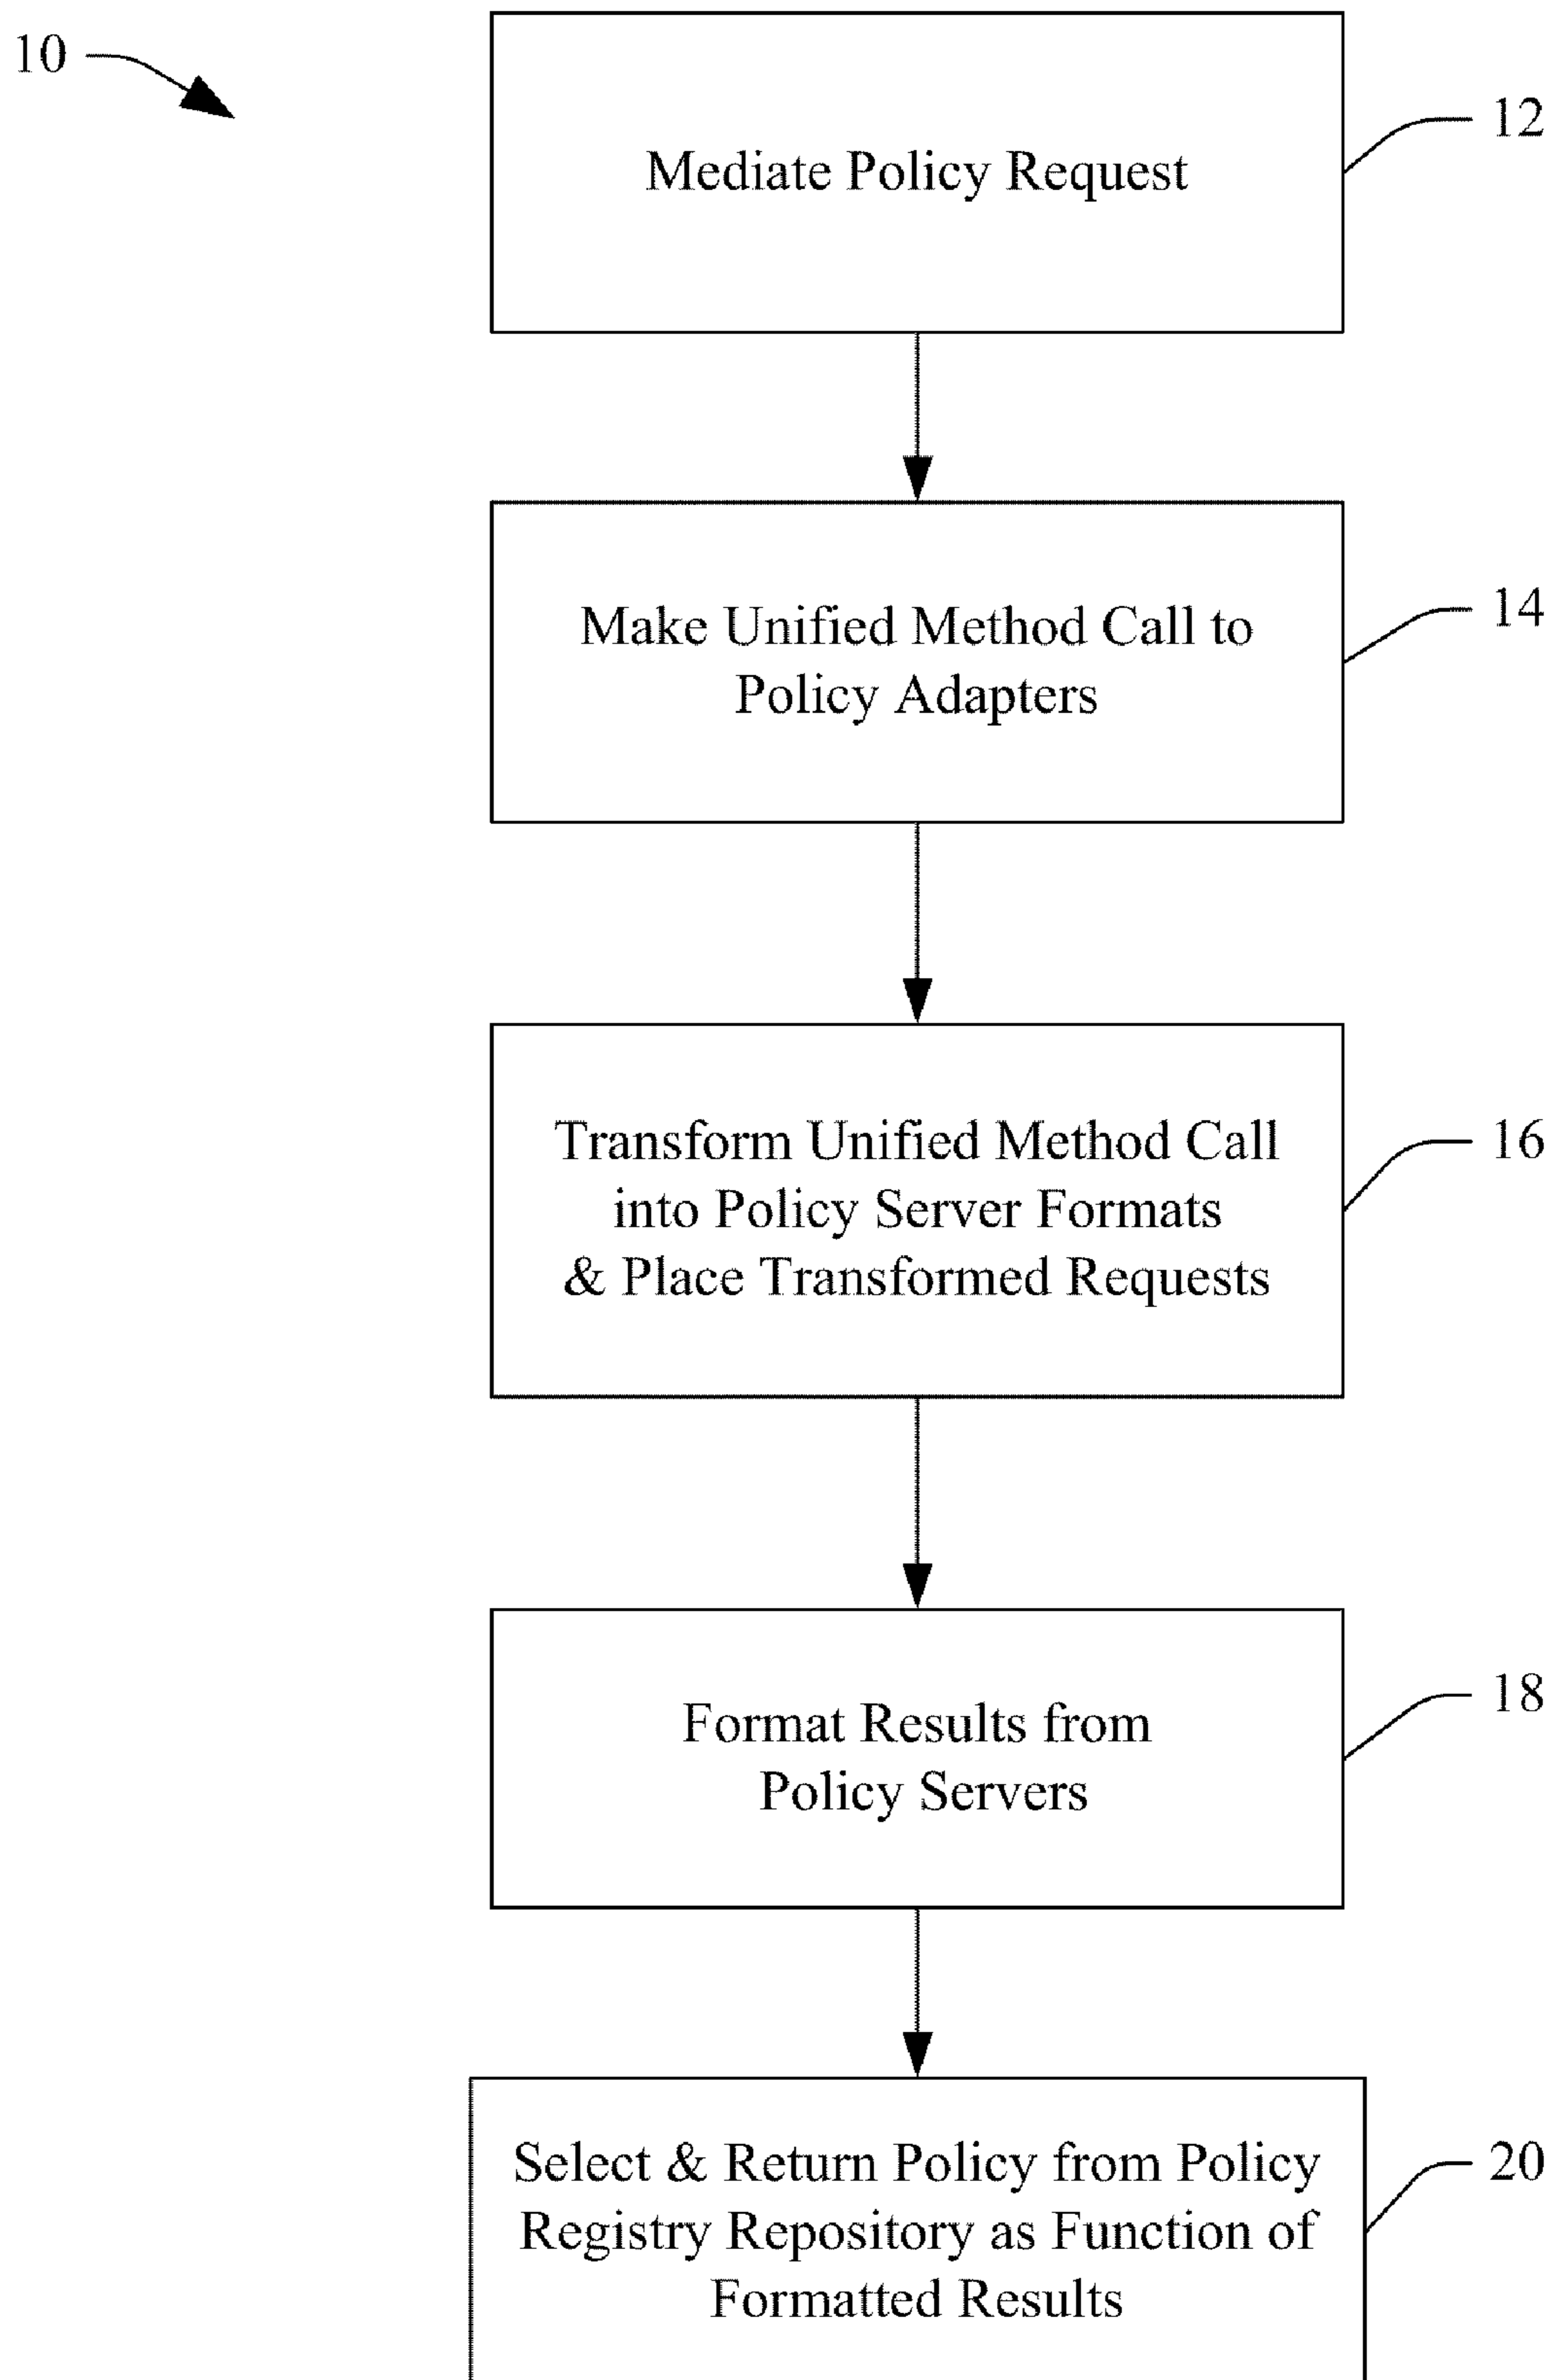 10
12
Mediate Policy Request
14
Make Unified Method Call to
Policy Adapters
16
Transform Unified Method Call
into Policy Server Formats
& Place Transformed Requests
18
Format Results from
Policy Servers
20
Select & Return Policy from Policy
Registry Repository as Function of
Formatted Results